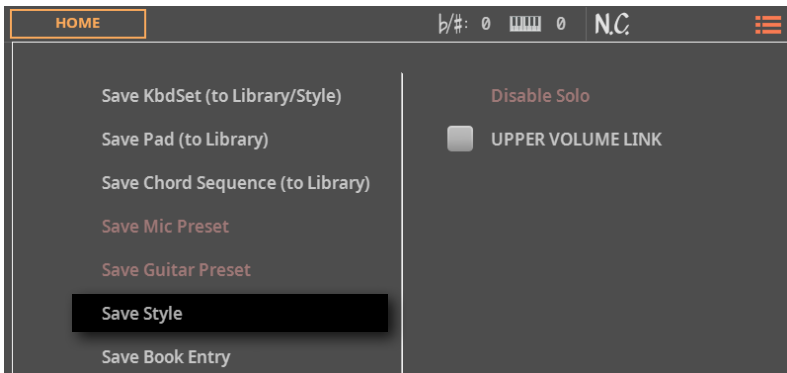 HOME
♭/#: 0 0 N.C.
Save KbdSet (to Library/Style)
Save Pad (to Library)
Save Chord Sequence (to Library)
Save Mic Preset
Save Guitar Preset
Save Style
Save Book Entry
Disable Solo
UPPER VOLUME LINK